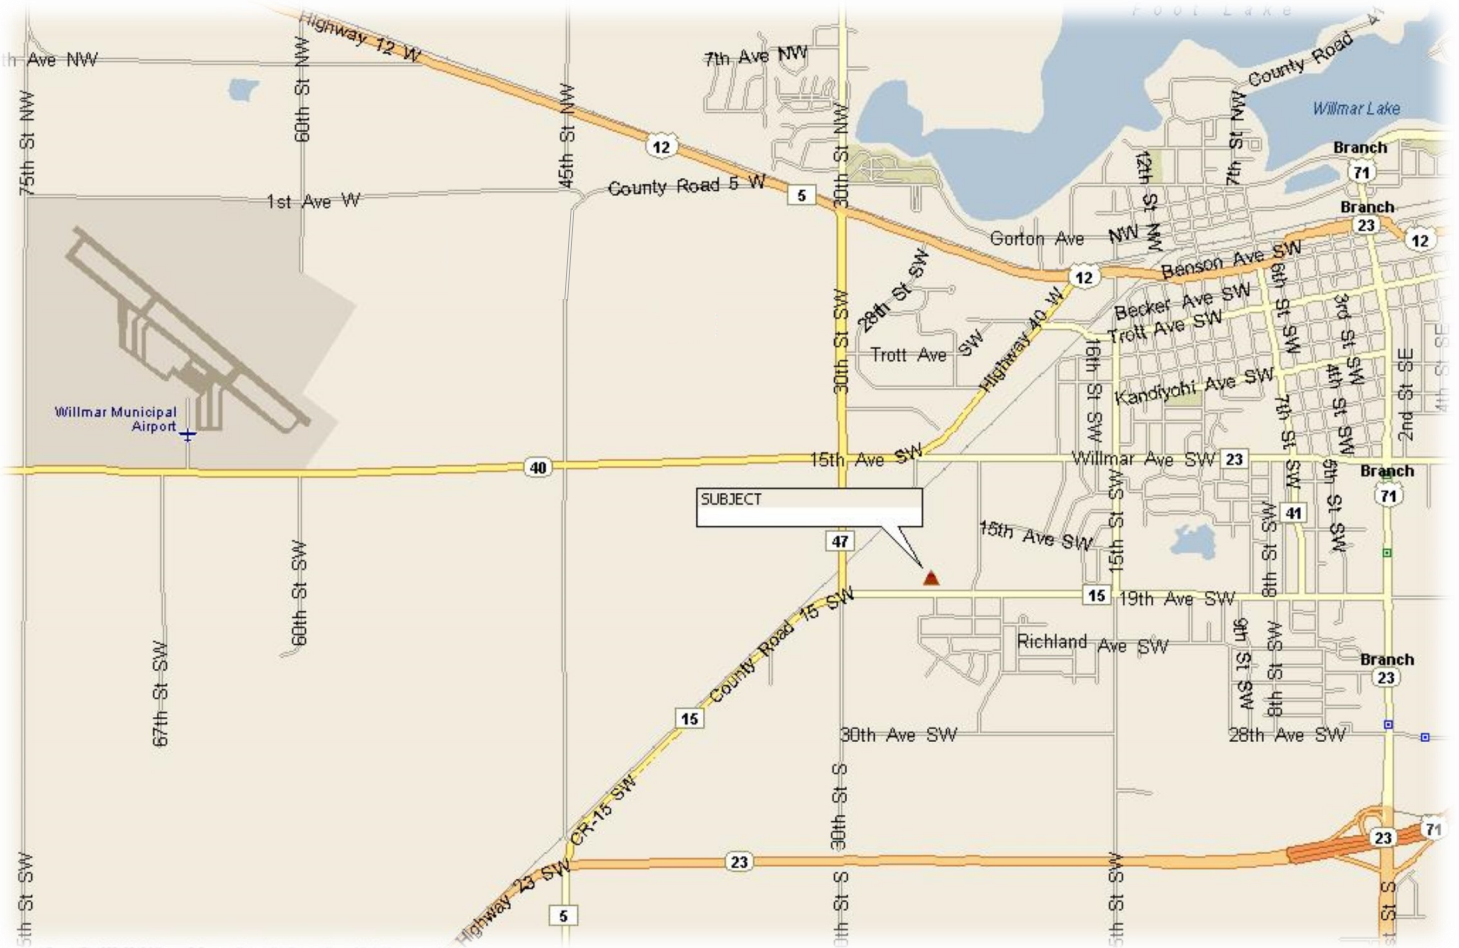 Foot Lake
Highway 12 W
th Ave NW
60th St NW
75th St NW
45th St NW
7th Ave NW
30th St NW
County Road
41
Willmar Lake
7th St NW
12th St NW
Branch
71
12
County Road 5 W
5
1st Ave W
Branch
23
12
Gorton Ave NW
12
Benson Ave SW
28th St SW
30th St SW
Becker Ave SW
Trott Ave SW
6th St SW
3rd St SW
Trott Ave SW
Highway 40 W
16th St SW
Kandiyohi Ave SW
4th St SW
2nd St SE
4th St SE
7th St SW
Willmar Municipal
Airport
40
15th Ave SW
Willmar Ave SW
23
Branch
71
5th St SW
SUBJECT
41
47
15th Ave SW
15th St SW
8th St SW
60th St SW
67th St SW
15
19th Ave SW
County Road 15 SW
Richland Ave SW
9th St SW
8th St SW
Branch
23
15
30th Ave SW
28th Ave SW
30th St S
CR-15 SW
23
23
71
Highway 23 SW
5
5th St SW
0th St S
5th St SW
st St S